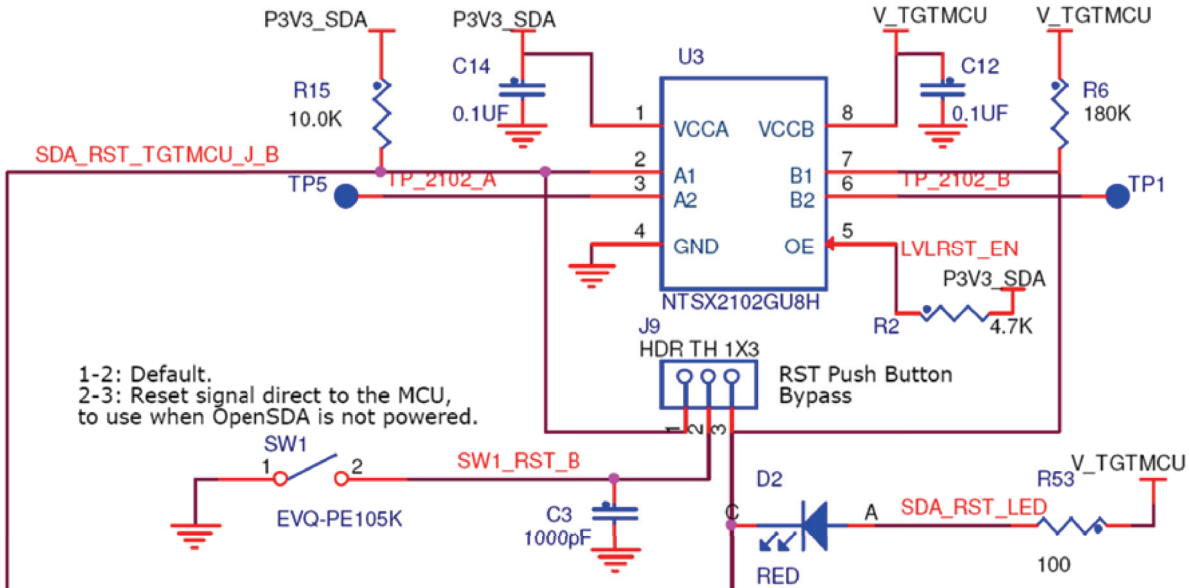 P3V3_SDA
P3V3_SDA
V_TGTMCU
V_TGTMCU
U3
C14
C12
R15
R6
10.0K
0.1UF
0.1UF
180K
1
VCCA
VCCB
8
SDA_RST_TGTMCU_J_B
2
A1
B1
7
TP5
TP_2102_A
3
A2
B2
6
TP_2102_B
TP1
4
GND
OE
5
LVLRST_EN
P3V3_SDA
NTSX2102GU8H
R2
4.7K
J9
HDR TH 1X3
RST Push Button
Bypass
1-2: Default.
2-3: Reset signal direct to the MCU,
to use when OpenSDA is not powered.
1
2
3
SW1
1
2
SW1_RST_B
EVQ-PE105K
C3
1000pF
D2
R53
V_TGTMCU
C
A
SDA_RST_LED
RED
100